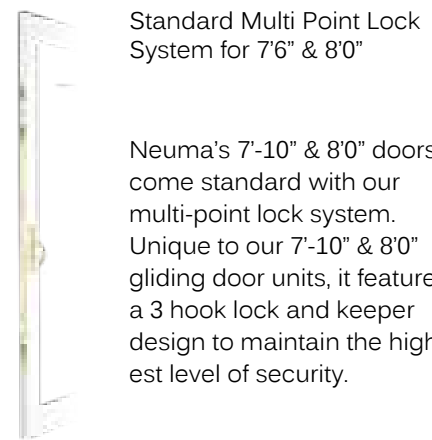 Standard Multi Point Lock
System for 7'6" & 8'0"
Neuma's 7'-10" & 8'0" doors
come standard with our
multi-point lock system.
Unique to our 7'-10" & 8'0"
gliding door units, it feature
a 3 hook lock and keeper
design to maintain the high
est level of security.